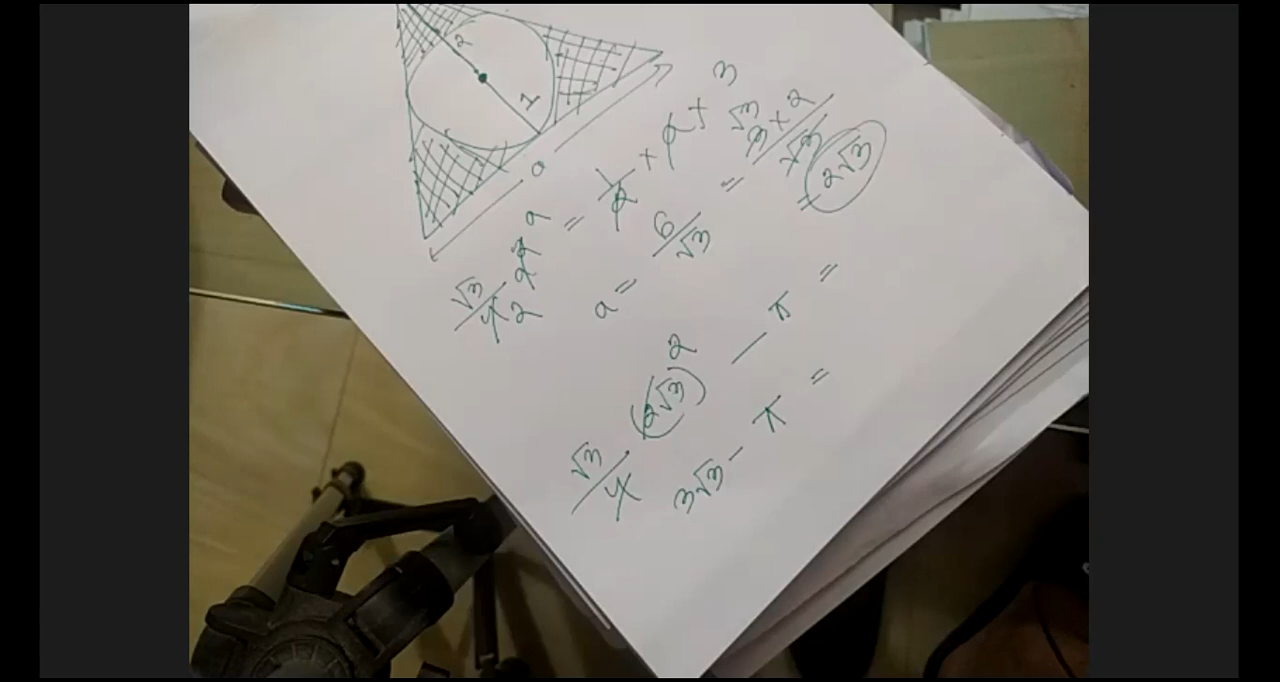 2
1
a
√3/4 a² = 1/2 × a × 3
a = 6/√3 = 3 × 2/√3 = 2√3
√3/4 (2√3)² − π =
3√3 − π =